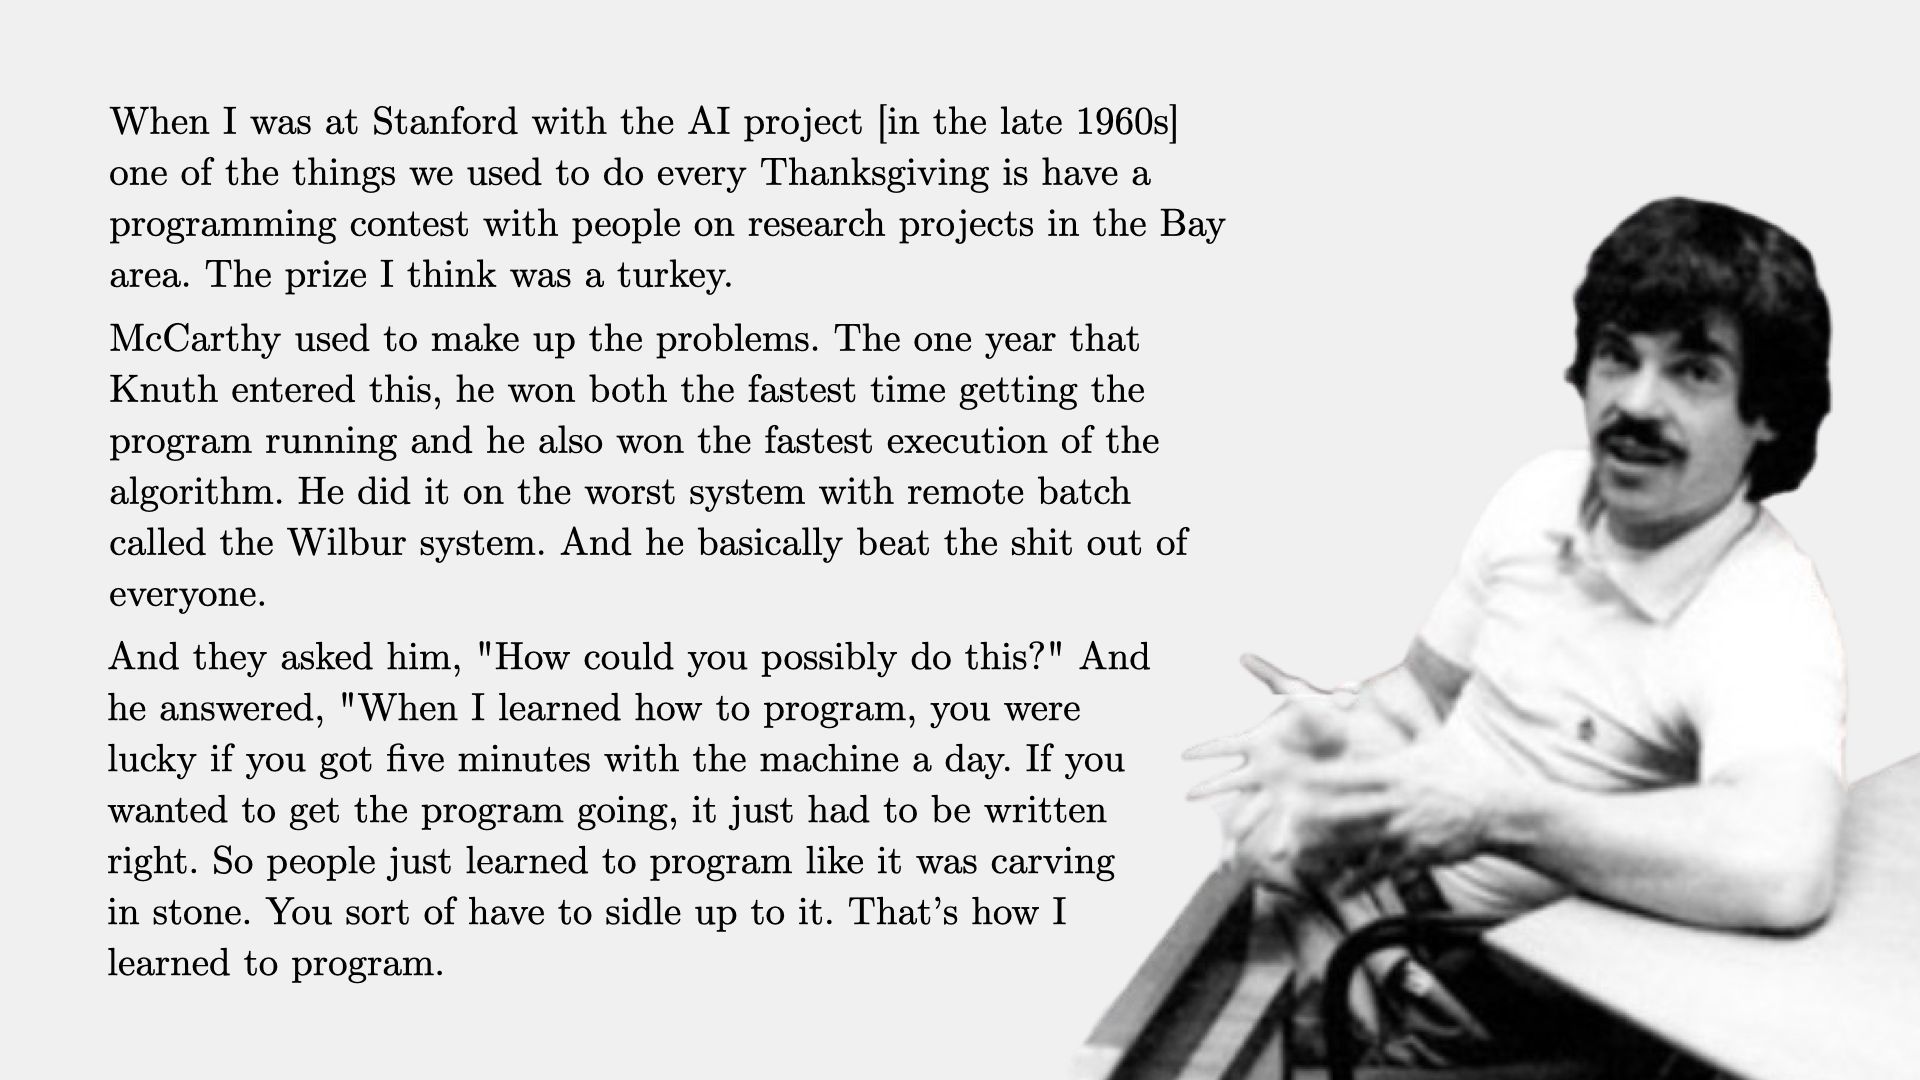 When I was at Stanford with the AI project [in the late 1960s]
one of the things we used to do every Thanksgiving is have a
programming contest with people on research projects in the Bay
area. The prize I think was a turkey.
McCarthy used to make up the problems. The one year that
Knuth entered this, he won both the fastest time getting the
program running and he also won the fastest execution of the
algorithm. He did it on the worst system with remote batch
called the Wilbur system. And he basically beat the shit out of
everyone.
And they asked him, "How could you possibly do this?" And
he answered, "When I learned how to program, you were
lucky if you got five minutes with the machine a day. If you
wanted to get the program going, it just had to be written
right. So people just learned to program like it was carving
in stone. You sort of have to sidle up to it. That's how I
learned to program.